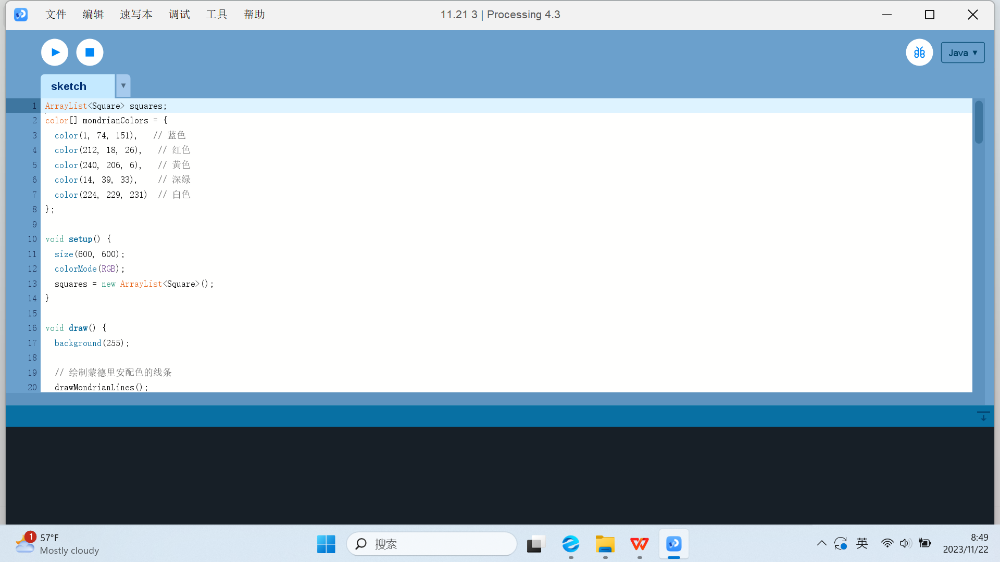 文件 编辑 速写本 调试 工具 帮助 11.21 3 | Processing 4.3
Java ▼
sketch ▼
1 ArrayList<Square> squares;
2 color[] mondrianColors = {
3 color(1, 74, 151), // 蓝色
4 color(212, 18, 26), // 红色
5 color(240, 206, 6), // 黄色
6 color(14, 39, 33), // 深绿
7 color(224, 229, 231) // 白色
8 };
9
10 void setup() {
11 size(600, 600);
12 colorMode(RGB);
13 squares = new ArrayList<Square>();
14 }
15
16 void draw() {
17 background(255);
18
19 // 绘制蒙德里安配色的线条
20 drawMondrianLines();
1 57°F
Mostly cloudy
搜索
英
8:49
2023/11/22